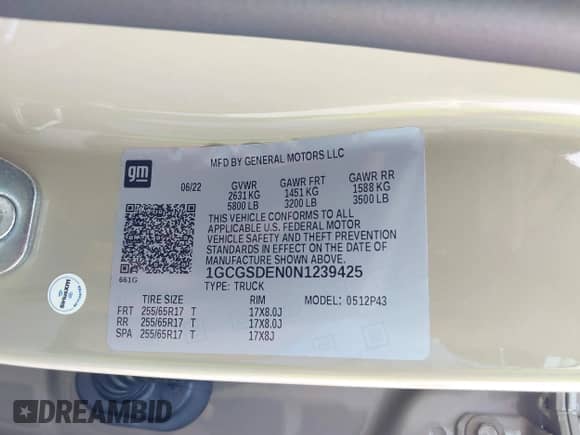 MFD BY GENERAL MOTORS LLC
gm
06/22 GVWR GAWR FRT GAWR RR
2631 KG 1451 KG 1588 KG
5800 LB 3200 LB 3500 LB
THIS VEHICLE CONFORMS TO ALL
APPLICABLE U.S. FEDERAL MOTOR
VEHICLE SAFETY AND THEFT PREVENTION
STANDARDS IN EFFECT ON THE DATE OF
MANUFACTURE SHOWN ABOVE.
661G 1GCGSDEN0N1239425
TYPE: TRUCK
TIRE SIZE RIM MODEL: 0512P43
FRT 255/65R17 T 17X8.0J
RR 255/65R17 T 17X8.0J
SPA 255/65R17 T 17X8J
DREAMBID